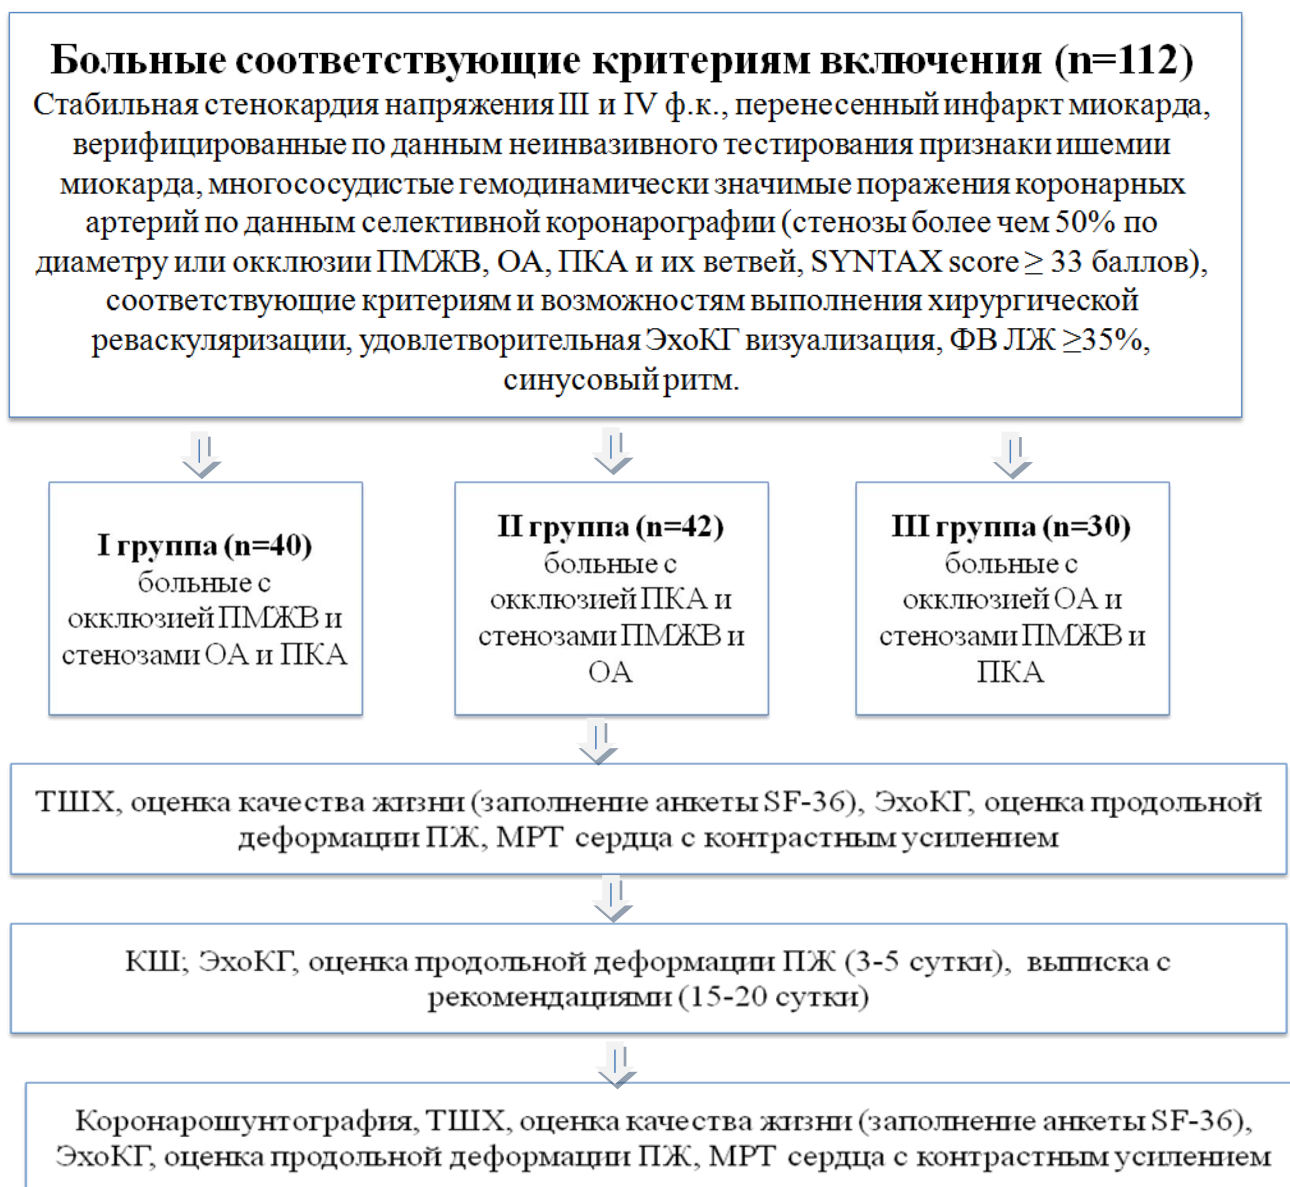 Больные соответствующие критериям включения (n=112)
Стабильная стенокардия напряжения III и IV ф.к., перенесенный инфаркт миокарда,
верифицированные по данным неинвазивного тестирования признаки ишемии
миокарда, многососудистые гемодинамически значимые поражения коронарных
артерий по данным селективной коронарографии (стенозы более чем 50% по
диаметру или окклюзии ПМЖВ, ОА, ПКА и их ветвей, SYNTAX score ≥ 33 баллов),
соответствующие критериям и возможностям выполнения хирургической
реваскуляризации, удовлетворительная ЭхоКГ визуализация, ФВ ЛЖ ≥35%,
синусовый ритм.
I группа (n=40)
больные с
окклюзией ПМЖВ и
стенозами ОА и ПКА
II группа (n=42)
больные с
окклюзией ПКА и
стенозами ПМЖВ и
ОА
III группа (n=30)
больные с
окклюзией ОА и
стенозами ПМЖВ и
ПКА
ТШХ, оценка качества жизни (заполнение анкеты SF-36), ЭхоКГ, оценка продольной
деформации ПЖ, МРТ сердца с контрастным усилением
КШ; ЭхоКГ, оценка продольной деформации ПЖ (3-5 сутки), выписка с
рекомендациями (15-20 сутки)
Коронарошунтография, ТШХ, оценка качества жизни (заполнение анкеты SF-36),
ЭхоКГ, оценка продольной деформации ПЖ, МРТ сердца с контрастным усилением